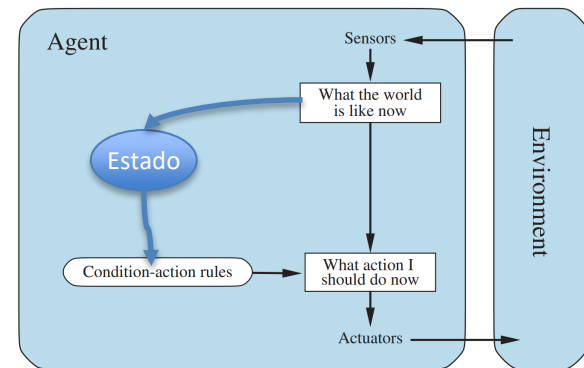 Agent
Sensors
What the world
is like now
Estado
Condition-action rules
What action I
should do now
Actuators
Environment